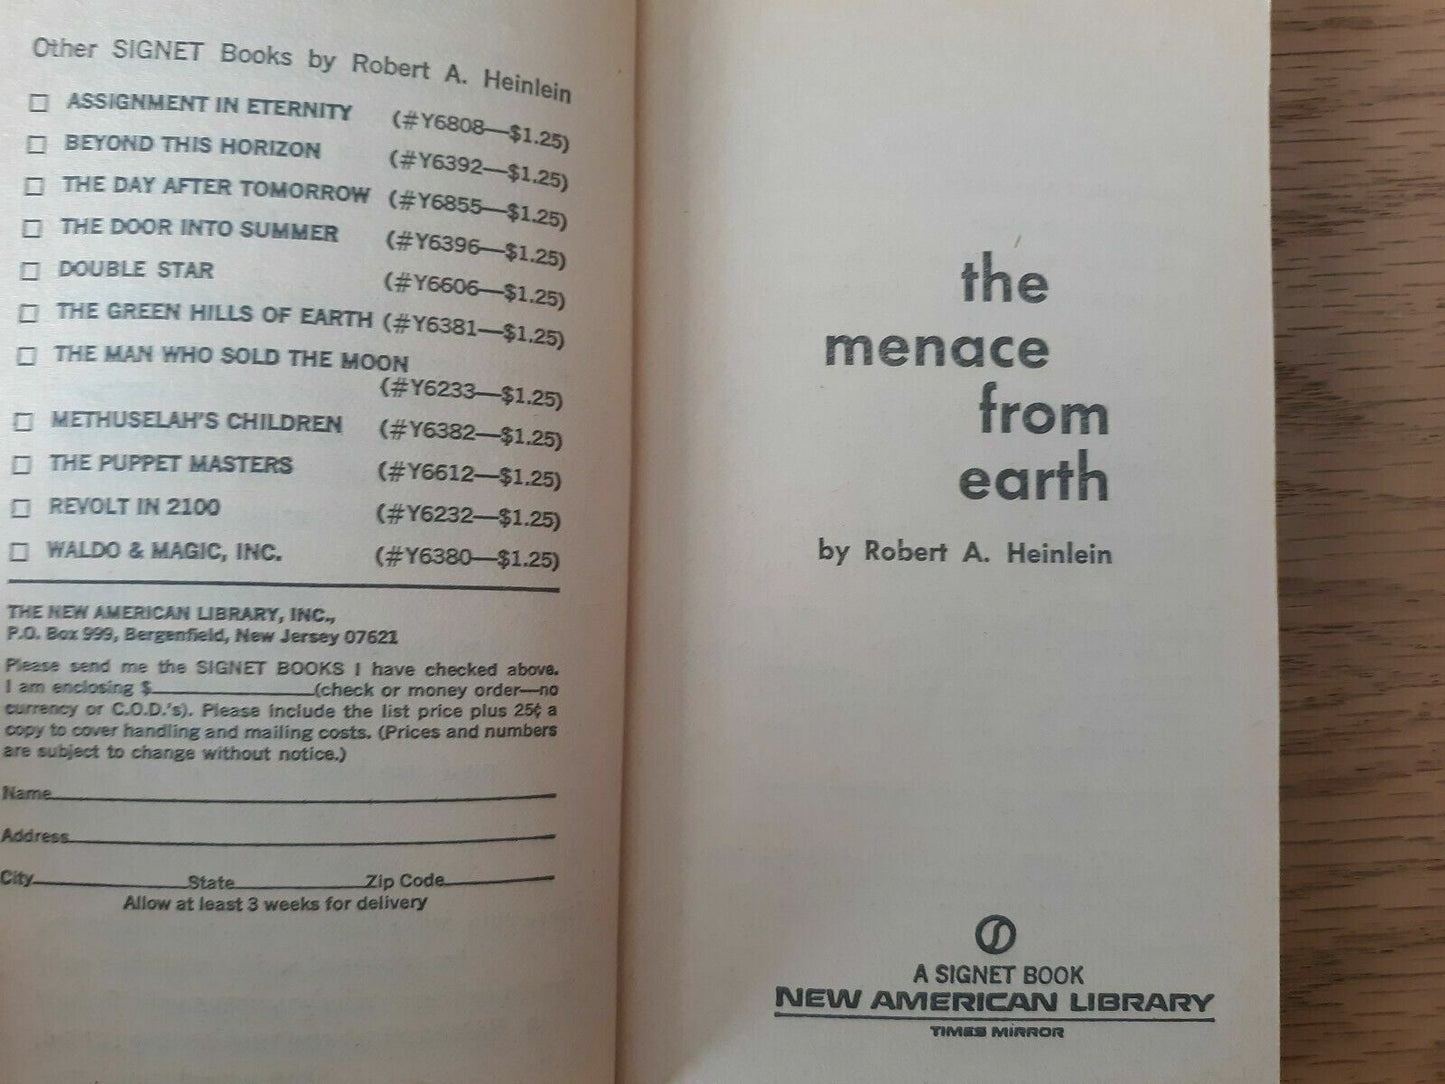 Other SIGNET Books by Robert A. Heinlein
□ ASSIGNMENT IN ETERNITY (#Y6808—$1.25)
□ BEYOND THIS HORIZON (#Y6392—$1.25)
□ THE DAY AFTER TOMORROW (#Y6855—$1.25)
□ THE DOOR INTO SUMMER (#Y6396—$1.25)
□ DOUBLE STAR (#Y6606—$1.25)
□ THE GREEN HILLS OF EARTH (#Y6381—$1.25)
□ THE MAN WHO SOLD THE MOON
(#Y6233—$1.25)
□ METHUSELAH'S CHILDREN (#Y6382—$1.25)
□ THE PUPPET MASTERS (#Y6612—$1.25)
□ REVOLT IN 2100 (#Y6232—$1.25)
□ WALDO & MAGIC, INC. (#Y6380—$1.25)
THE NEW AMERICAN LIBRARY, INC.,
P.O. Box 999, Bergenfield, New Jersey 07621
Please send me the SIGNET BOOKS I have checked above.
I am enclosing $____________(check or money order—no
currency or C.O.D.'s). Please include the list price plus 25¢ a
copy to cover handling and mailing costs. (Prices and numbers
are subject to change without notice.)
Name____________
Address____________
City____________State____________Zip Code____________
Allow at least 3 weeks for delivery
the
menace
from
earth
by Robert A. Heinlein
A SIGNET BOOK
NEW AMERICAN LIBRARY
TIMES MIRROR